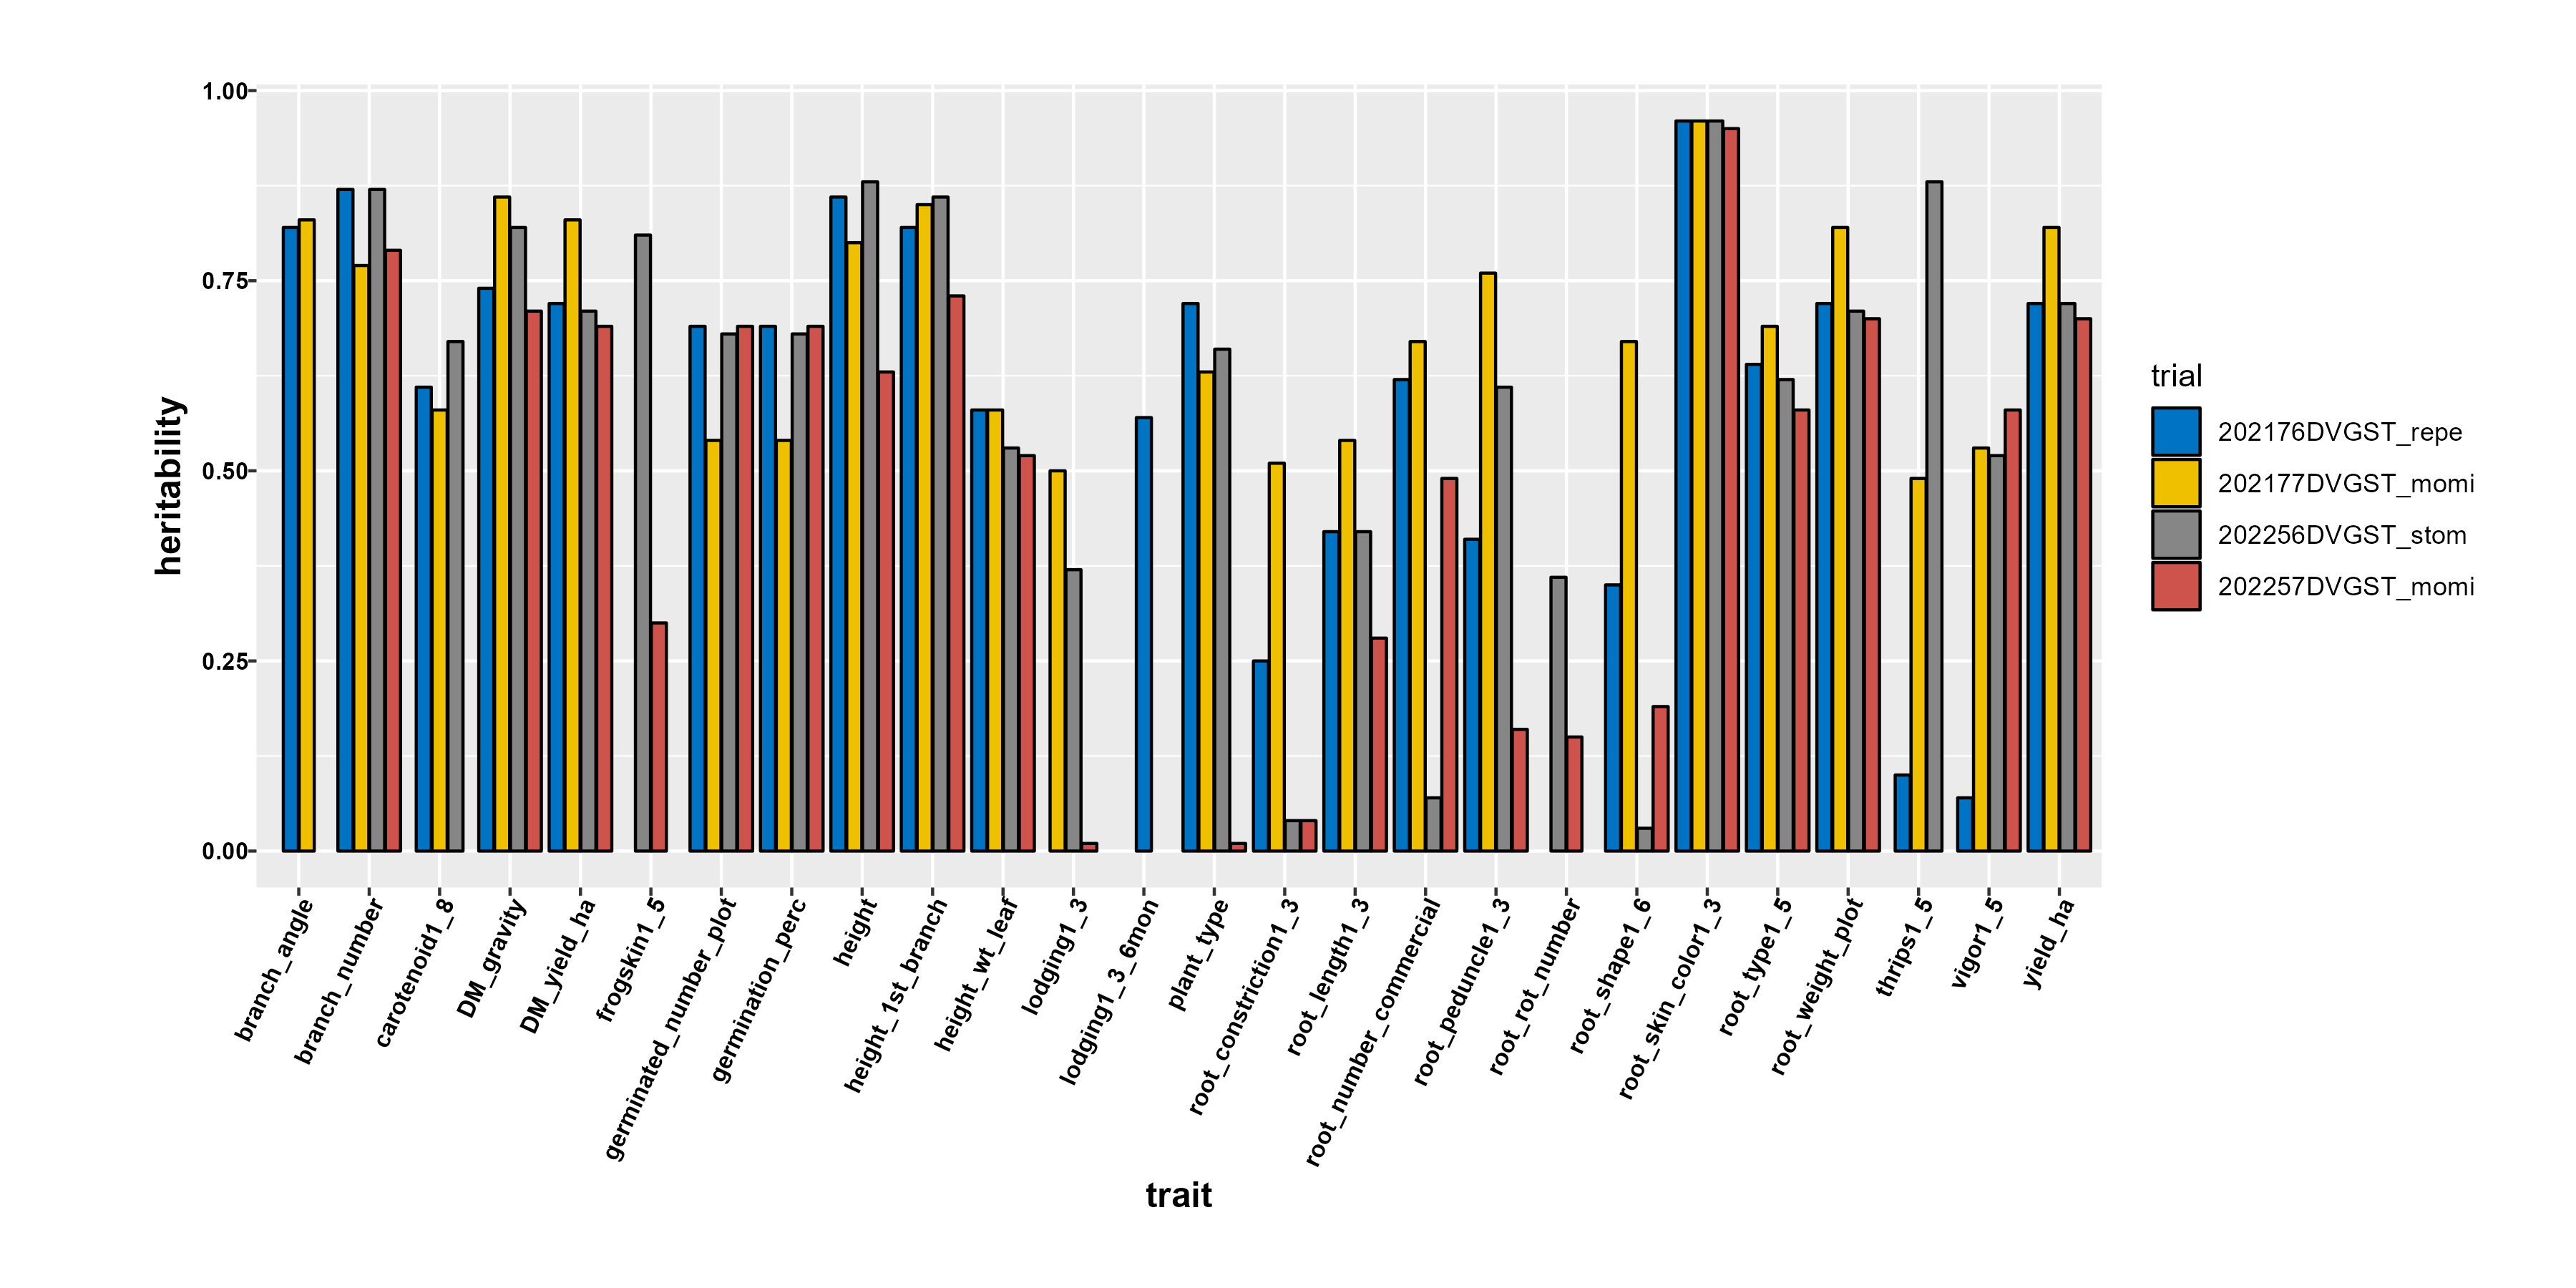 1.00
0.75
0.50
0.25
0.00
heritability
branch_angle
branch_number
carotenoid1_8
DM_gravity
DM_yield_ha
frogskin1_5
germinated_number_plot
germination_perc
height
height_1st_branch
height_wt_leaf
lodging1_3
lodging1_3_6mon
plant_type
root_constriction1_3
root_length1_3
root_number_commercial
root_peduncle1_3
root_rot_number
root_shape1_6
root_skin_color1_3
root_type1_5
root_weight_plot
thrips1_5
vigor1_5
yield_ha
trait
trial
202176DVGST_repe
202177DVGST_momi
202256DVGST_stom
202257DVGST_momi